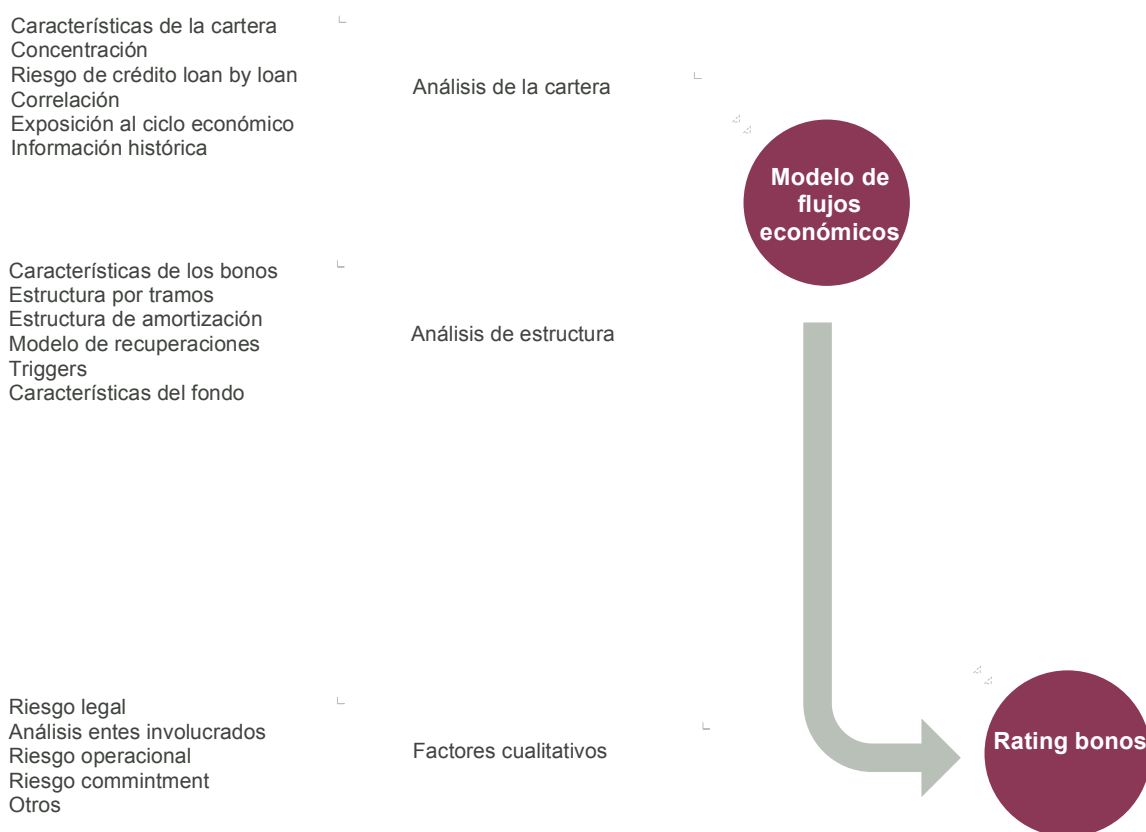 Características de la cartera
Concentración
Riesgo de crédito loan by loan
Correlación
Exposición al ciclo económico
Información histórica
Análisis de la cartera
Modelo de
flujos
económicos
Características de los bonos
Estructura por tramos
Estructura de amortización
Modelo de recuperaciones
Triggers
Características del fondo
Análisis de estructura
Riesgo legal
Análisis entes involucrados
Riesgo operacional
Riesgo commintment
Otros
Factores cualitativos
Rating bonos